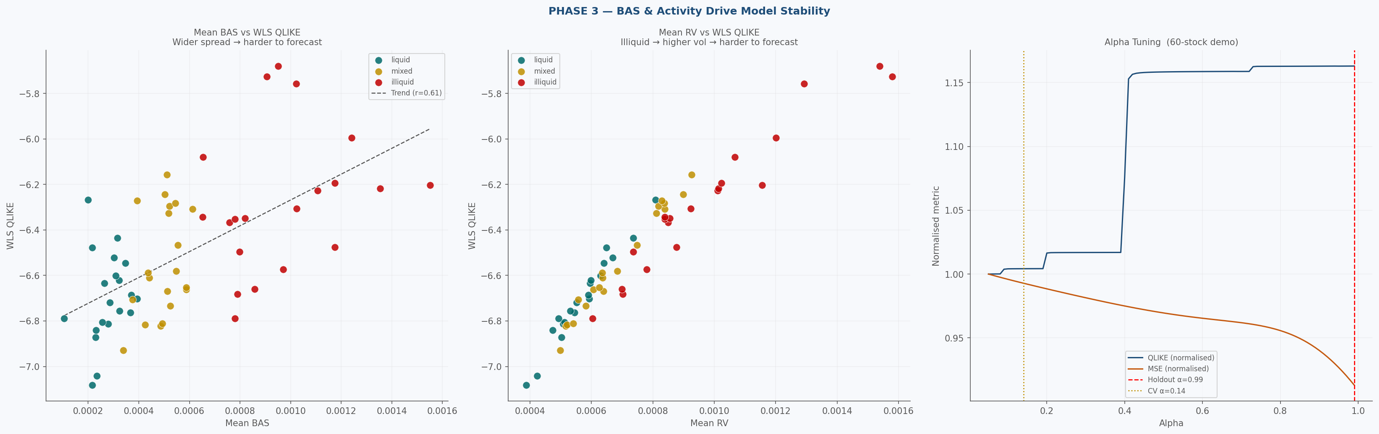 PHASE 3 — BAS & Activity Drive Model Stability
Mean BAS vs WLS QLIKE
Wider spread → harder to forecast
liquid
mixed
illiquid
Trend (r=0.61)
WLS QLIKE
−5.8
−6.0
−6.2
−6.4
−6.6
−6.8
−7.0
0.0002
0.0004
0.0006
0.0008
0.0010
0.0012
0.0014
0.0016
Mean BAS
Mean RV vs WLS QLIKE
Illiquid → higher vol → harder to forecast
liquid
mixed
illiquid
WLS QLIKE
−5.8
−6.0
−6.2
−6.4
−6.6
−6.8
−7.0
0.0004
0.0006
0.0008
0.0010
0.0012
0.0014
0.0016
Mean RV
Alpha Tuning (60-stock demo)
Normalised metric
1.15
1.10
1.05
1.00
0.95
QLIKE (normalised)
MSE (normalised)
Holdout α=0.99
CV α=0.14
0.2
0.4
0.6
0.8
1.0
Alpha